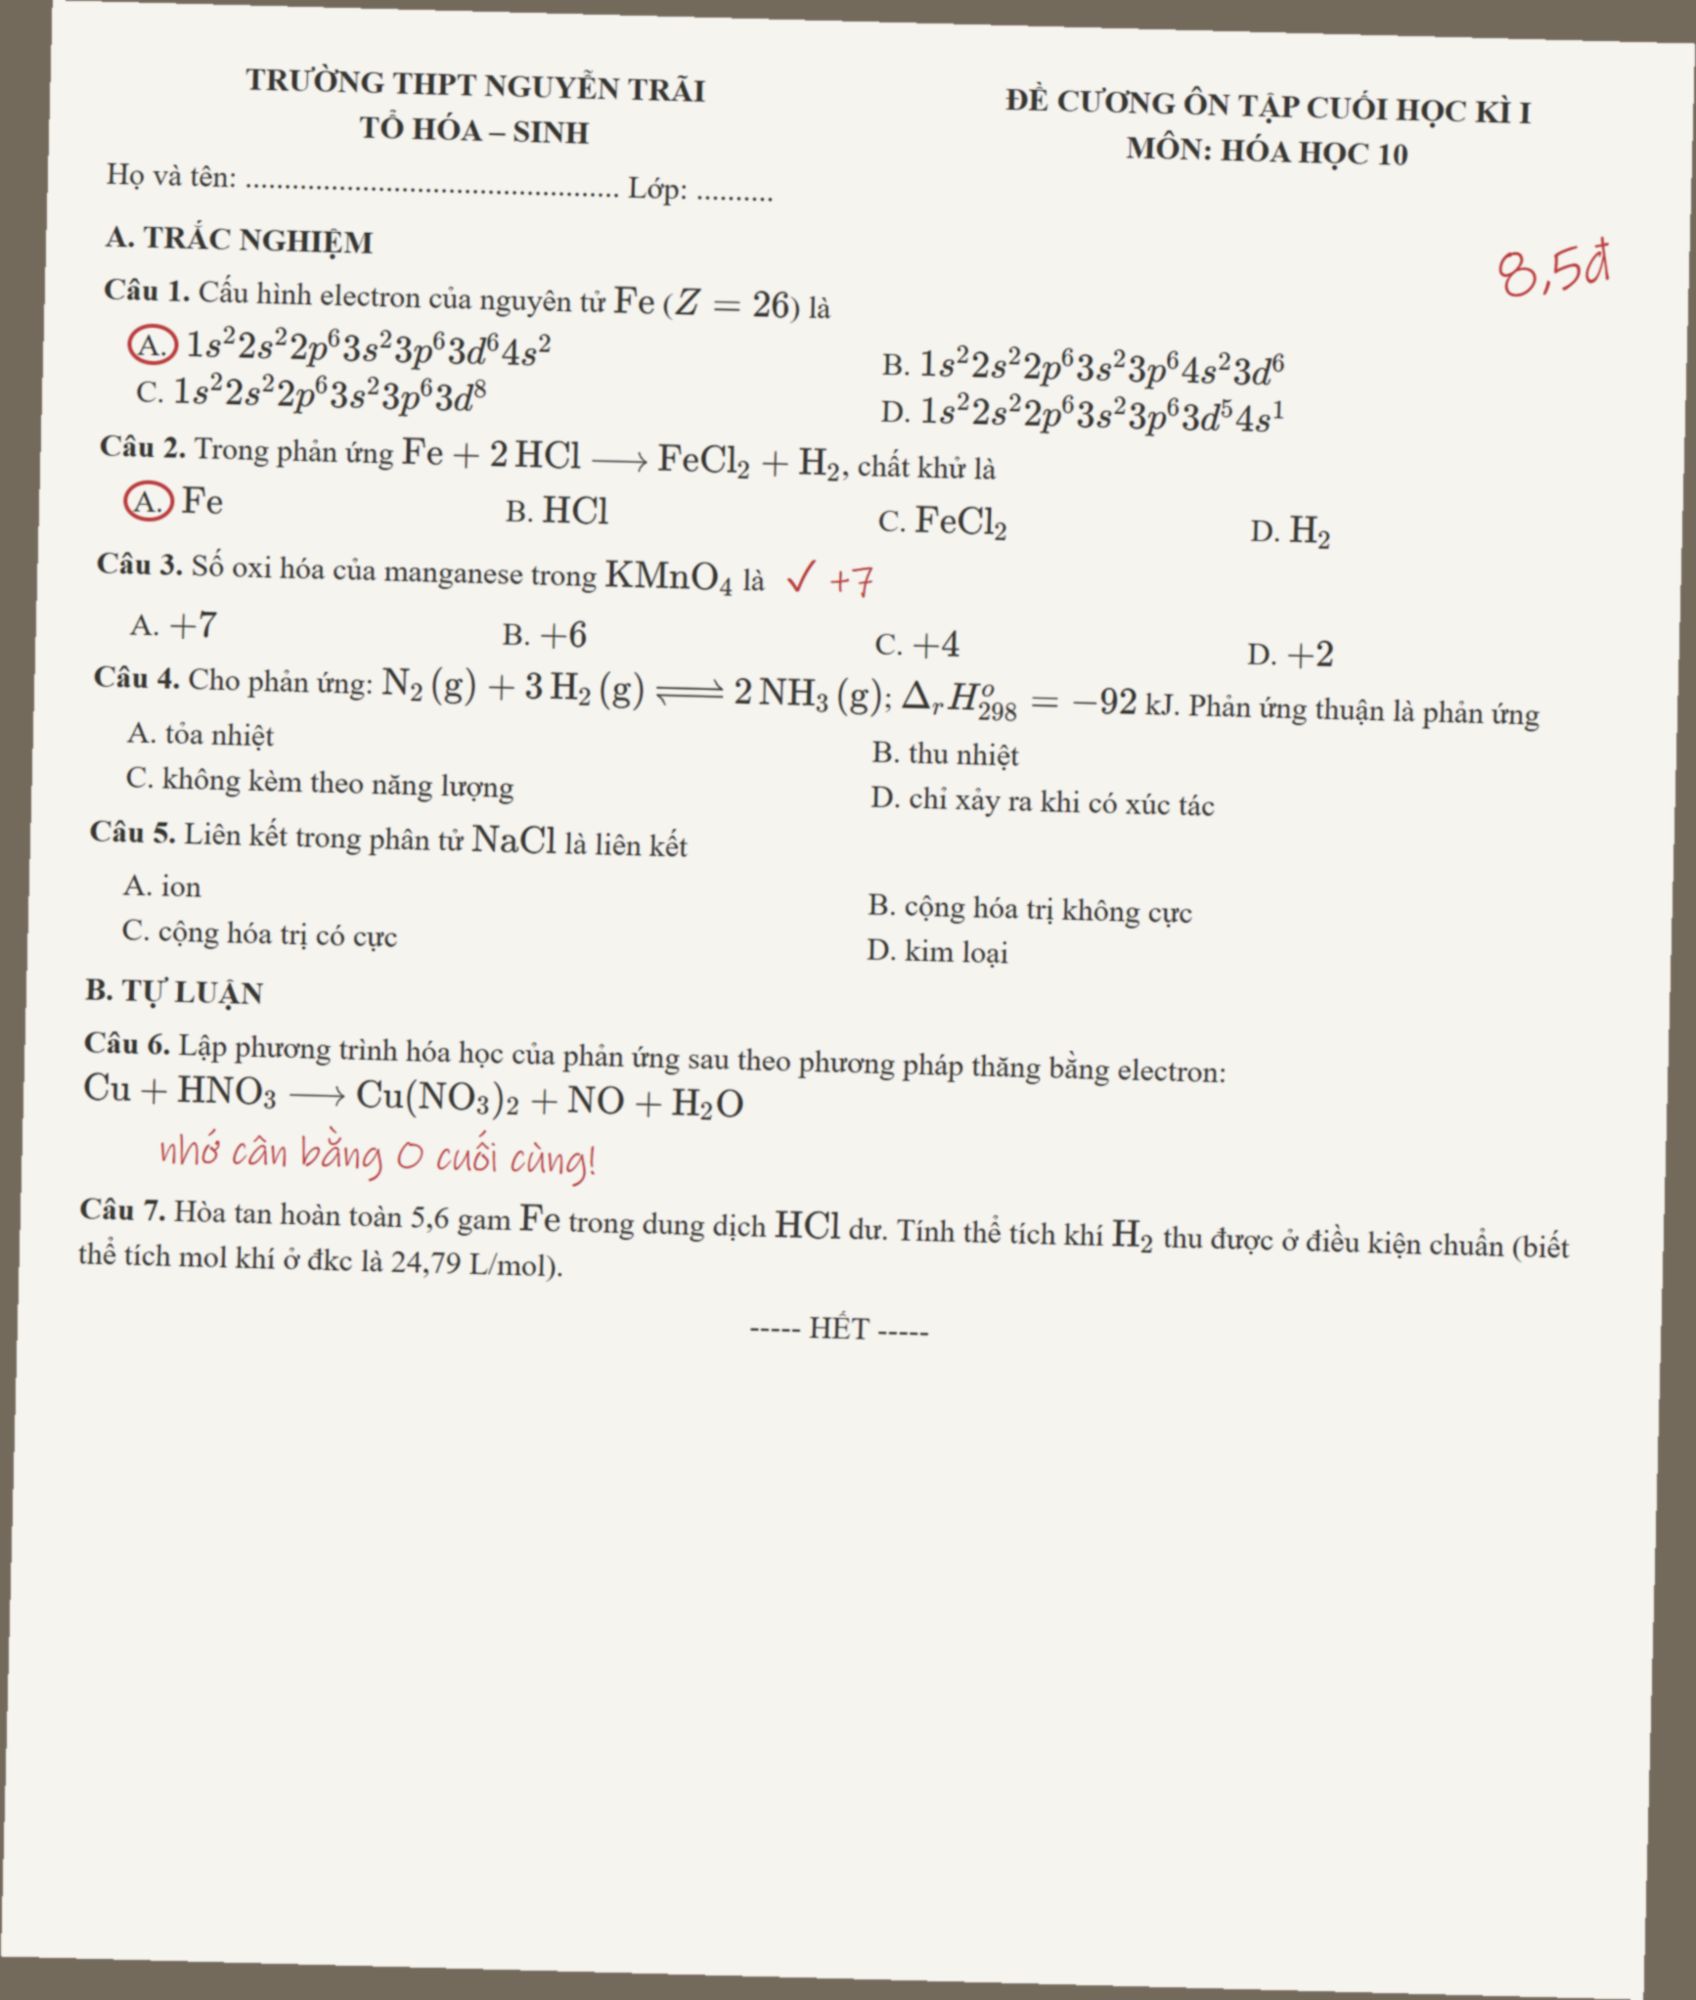 TRƯỜNG THPT NGUYỄN TRÃI
TỔ HÓA – SINH
ĐỀ CƯƠNG ÔN TẬP CUỐI HỌC KÌ I
MÔN: HÓA HỌC 10
Họ và tên: ................................................ Lớp: ..........
A. TRẮC NGHIỆM
8,5đ
Câu 1. Cấu hình electron của nguyên tử Fe (Z = 26) là
A. 1s²2s²2p⁶3s²3p⁶3d⁶4s²
B. 1s²2s²2p⁶3s²3p⁶4s²3d⁶
C. 1s²2s²2p⁶3s²3p⁶3d⁸
D. 1s²2s²2p⁶3s²3p⁶3d⁵4s¹
Câu 2. Trong phản ứng Fe + 2 HCl ⟶ FeCl₂ + H₂, chất khử là
A. Fe B. HCl C. FeCl₂ D. H₂
Câu 3. Số oxi hóa của manganese trong KMnO₄ là ✓ +7
A. +7 B. +6 C. +4 D. +2
Câu 4. Cho phản ứng: N₂ (g) + 3 H₂ (g) ⇌ 2 NH₃ (g); ΔᵣH°₂₉₈ = −92 kJ. Phản ứng thuận là phản ứng
A. tỏa nhiệt
B. thu nhiệt
C. không kèm theo năng lượng
D. chỉ xảy ra khi có xúc tác
Câu 5. Liên kết trong phân tử NaCl là liên kết
A. ion
B. cộng hóa trị không cực
C. cộng hóa trị có cực
D. kim loại
B. TỰ LUẬN
Câu 6. Lập phương trình hóa học của phản ứng sau theo phương pháp thăng bằng electron:
Cu + HNO₃ ⟶ Cu(NO₃)₂ + NO + H₂O
nhớ cân bằng O cuối cùng!
Câu 7. Hòa tan hoàn toàn 5,6 gam Fe trong dung dịch HCl dư. Tính thể tích khí H₂ thu được ở điều kiện chuẩn (biết
thể tích mol khí ở đkc là 24,79 L/mol).
----- HẾT -----